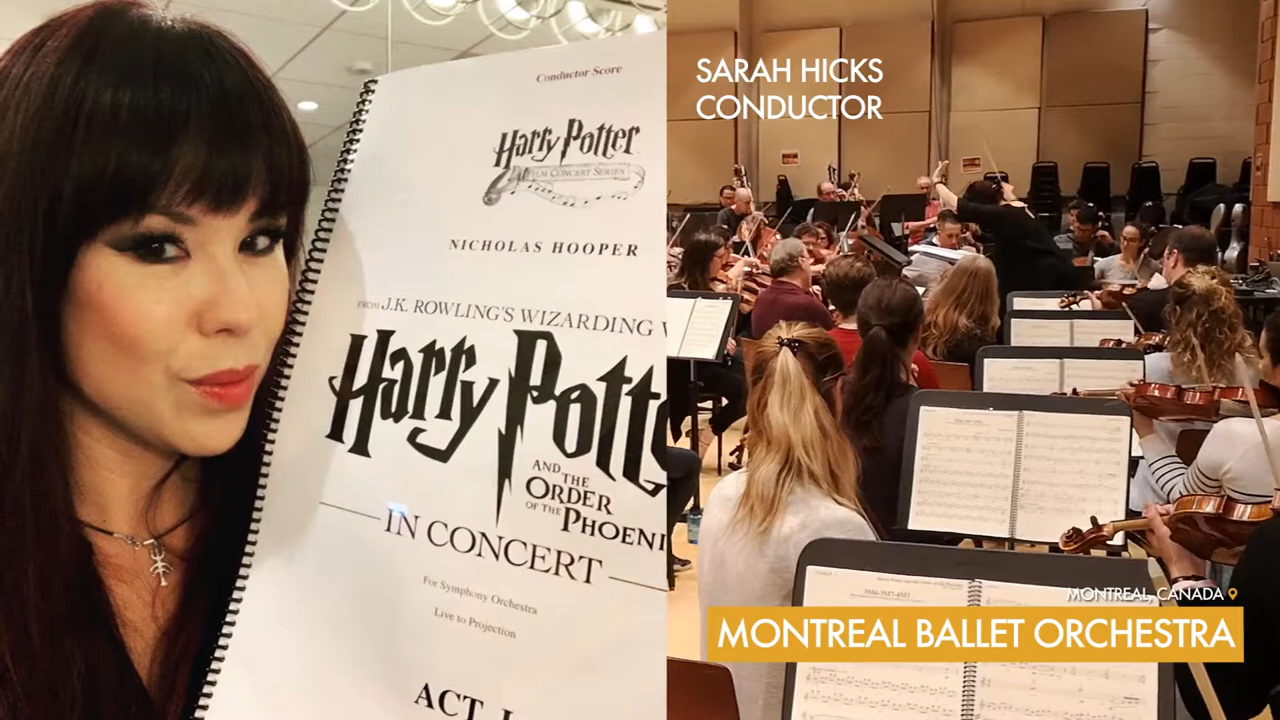 Conductor Score
Harry Potter
FILM CONCERT SERIES
NICHOLAS HOOPER
FROM J.K. ROWLING'S WIZARDING
Harry Potte
AND THE
ORDER
OF THE PHOENI
IN CONCERT
For Symphony Orchestra
Live to Projection
ACT I
SARAH HICKS
CONDUCTOR
MONTREAL, CANADA
MONTREAL BALLET ORCHESTRA